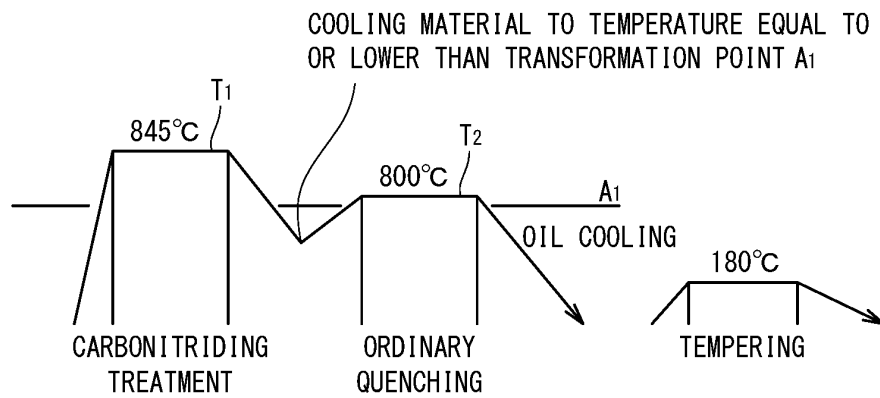 COOLING MATERIAL TO TEMPERATURE EQUAL TO
OR LOWER THAN TRANSFORMATION POINT A1
T1
845℃
T2
800℃
A1
OIL COOLING
180℃
CARBONITRIDING
TREATMENT
ORDINARY
QUENCHING
TEMPERING